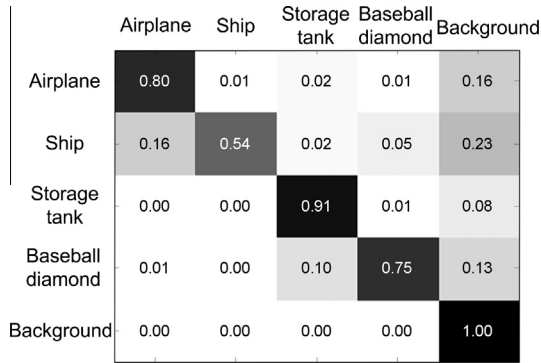 Airplane Ship Storage tank Baseball diamond Background
Airplane 0.80 0.01 0.02 0.01 0.16
Ship 0.16 0.54 0.02 0.05 0.23
Storage tank 0.00 0.00 0.91 0.01 0.08
Baseball diamond 0.01 0.00 0.10 0.75 0.13
Background 0.00 0.00 0.00 0.00 1.00